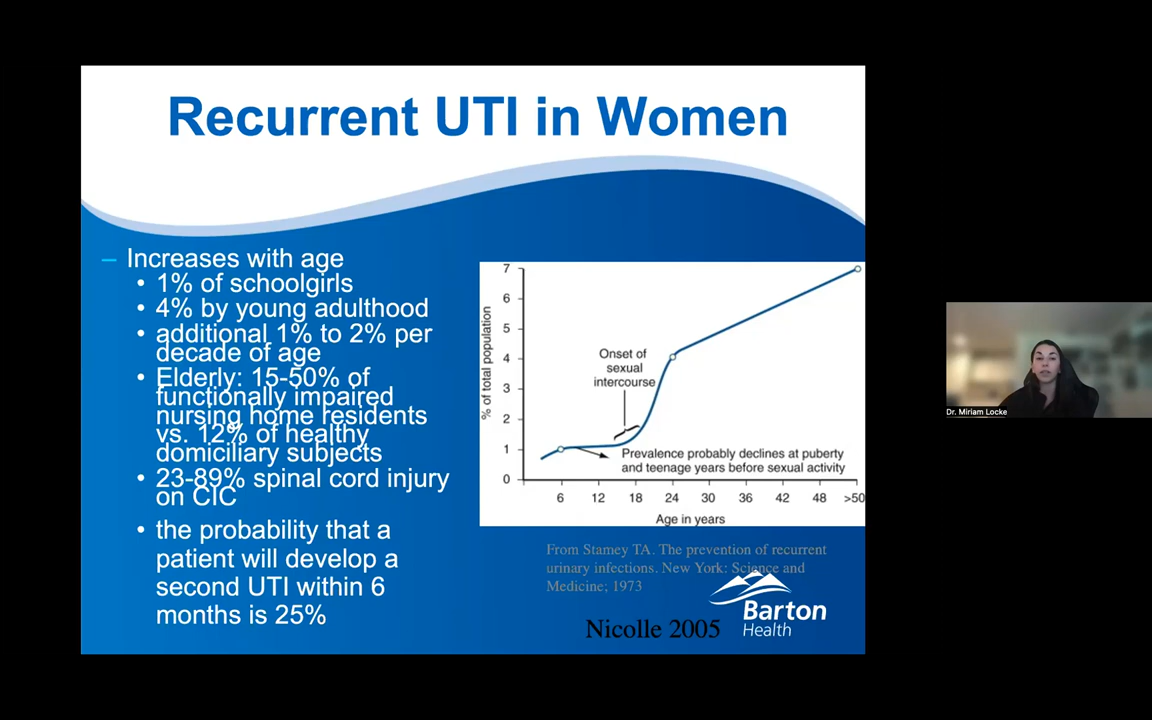 Recurrent UTI in Women
– Increases with age
• 1% of schoolgirls
• 4% by young adulthood
• additional 1% to 2% per
decade of age
• Elderly: 15-50% of
functionally impaired
nursing home residents
vs. 12% of healthy
domiciliary subjects
• 23-89% spinal cord injury
on CIC
• the probability that a
patient will develop a
second UTI within 6
months is 25%
% of total population
7
6
5
4
3
2
1
0
Onset of
sexual
intercourse
Prevalence probably declines at puberty
and teenage years before sexual activity
6 12 18 24 30 36 42 48 >50
Age in years
From Stamey TA. The prevention of recurrent
urinary infections. New York: Science and
Medicine; 1973
Nicolle 2005
Barton
Health
Dr. Miriam Locke